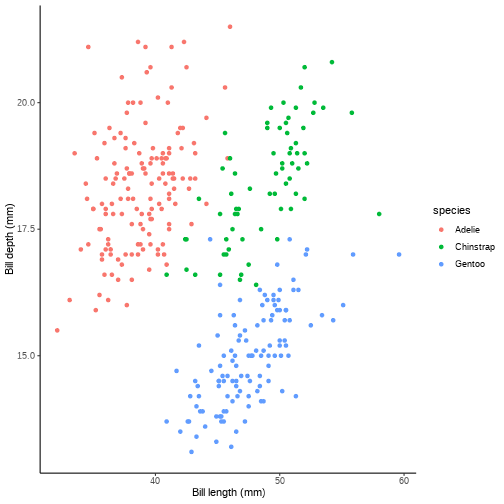 20.0
17.5
15.0
Bill depth (mm)
40
50
60
Bill length (mm)
species
Adelie
Chinstrap
Gentoo